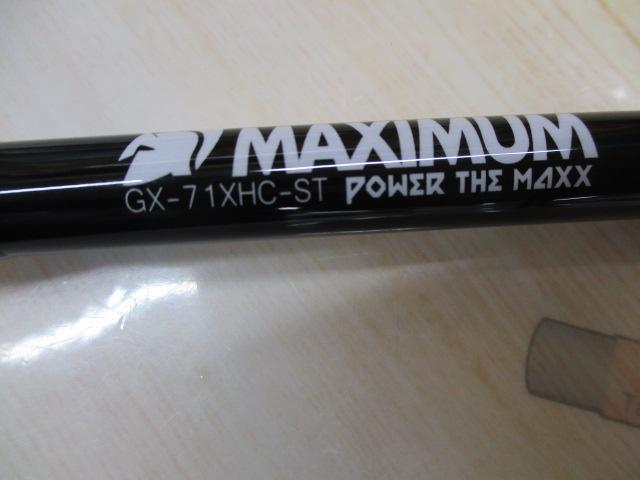 MAXIMUM
GX-71XHC-ST POWER THE MAXX